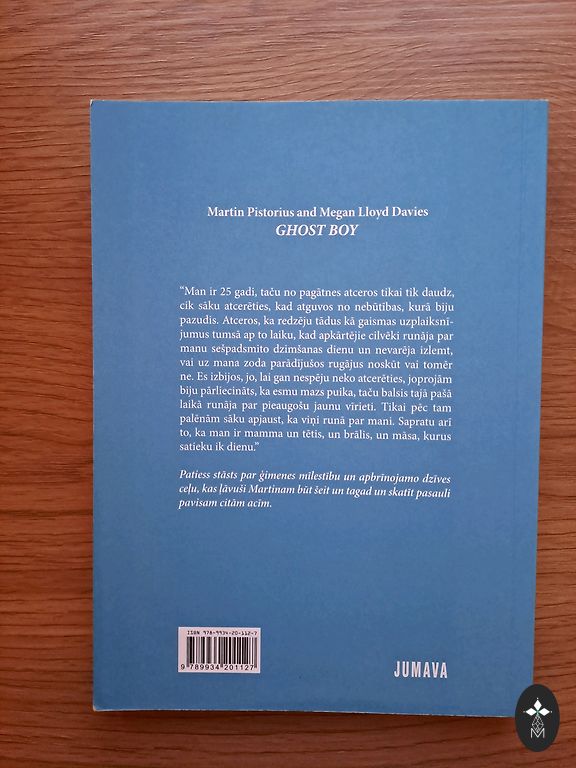 Martin Pistorius and Megan Lloyd Davies
GHOST BOY
“Man ir 25 gadi, taču no pagātnes atceros tikai tik daudz,
cik sāku atcerēties, kad atguvos no nebūtības, kurā biju
pazudis. Atceros, ka redzēju tādus kā gaismas uzplaiksnī-
jumus tumsā ap to laiku, kad apkārtējie cilvēki runāja par
manu sešpadsmito dzimšanas dienu un nevarēja izlemt,
vai uz mana zoda parādījušos rugājus noskūt vai tomēr
ne. Es izbijos, jo, lai gan nespēju neko atcerēties, joprojām
biju pārliecināts, ka esmu mazs puika, taču balsis tajā pašā
laikā runāja par pieaugošu jaunu vīrieti. Tikai pēc tam
palēnām sāku apjaust, ka viņi runā par mani. Sapratu arī
to, ka man ir mamma un tētis, un brālis, un māsa, kurus
satieku ik dienu.”
Patiess stāsts par ģimenes mīlestību un apbrīnojamo dzīves
ceļu, kas ļāvuši Martinam būt šeit un tagad un skatīt pasauli
pavisam citām acīm.
ISBN 978-9934-20-112-7
9 789934 201127
JUMAVA
M